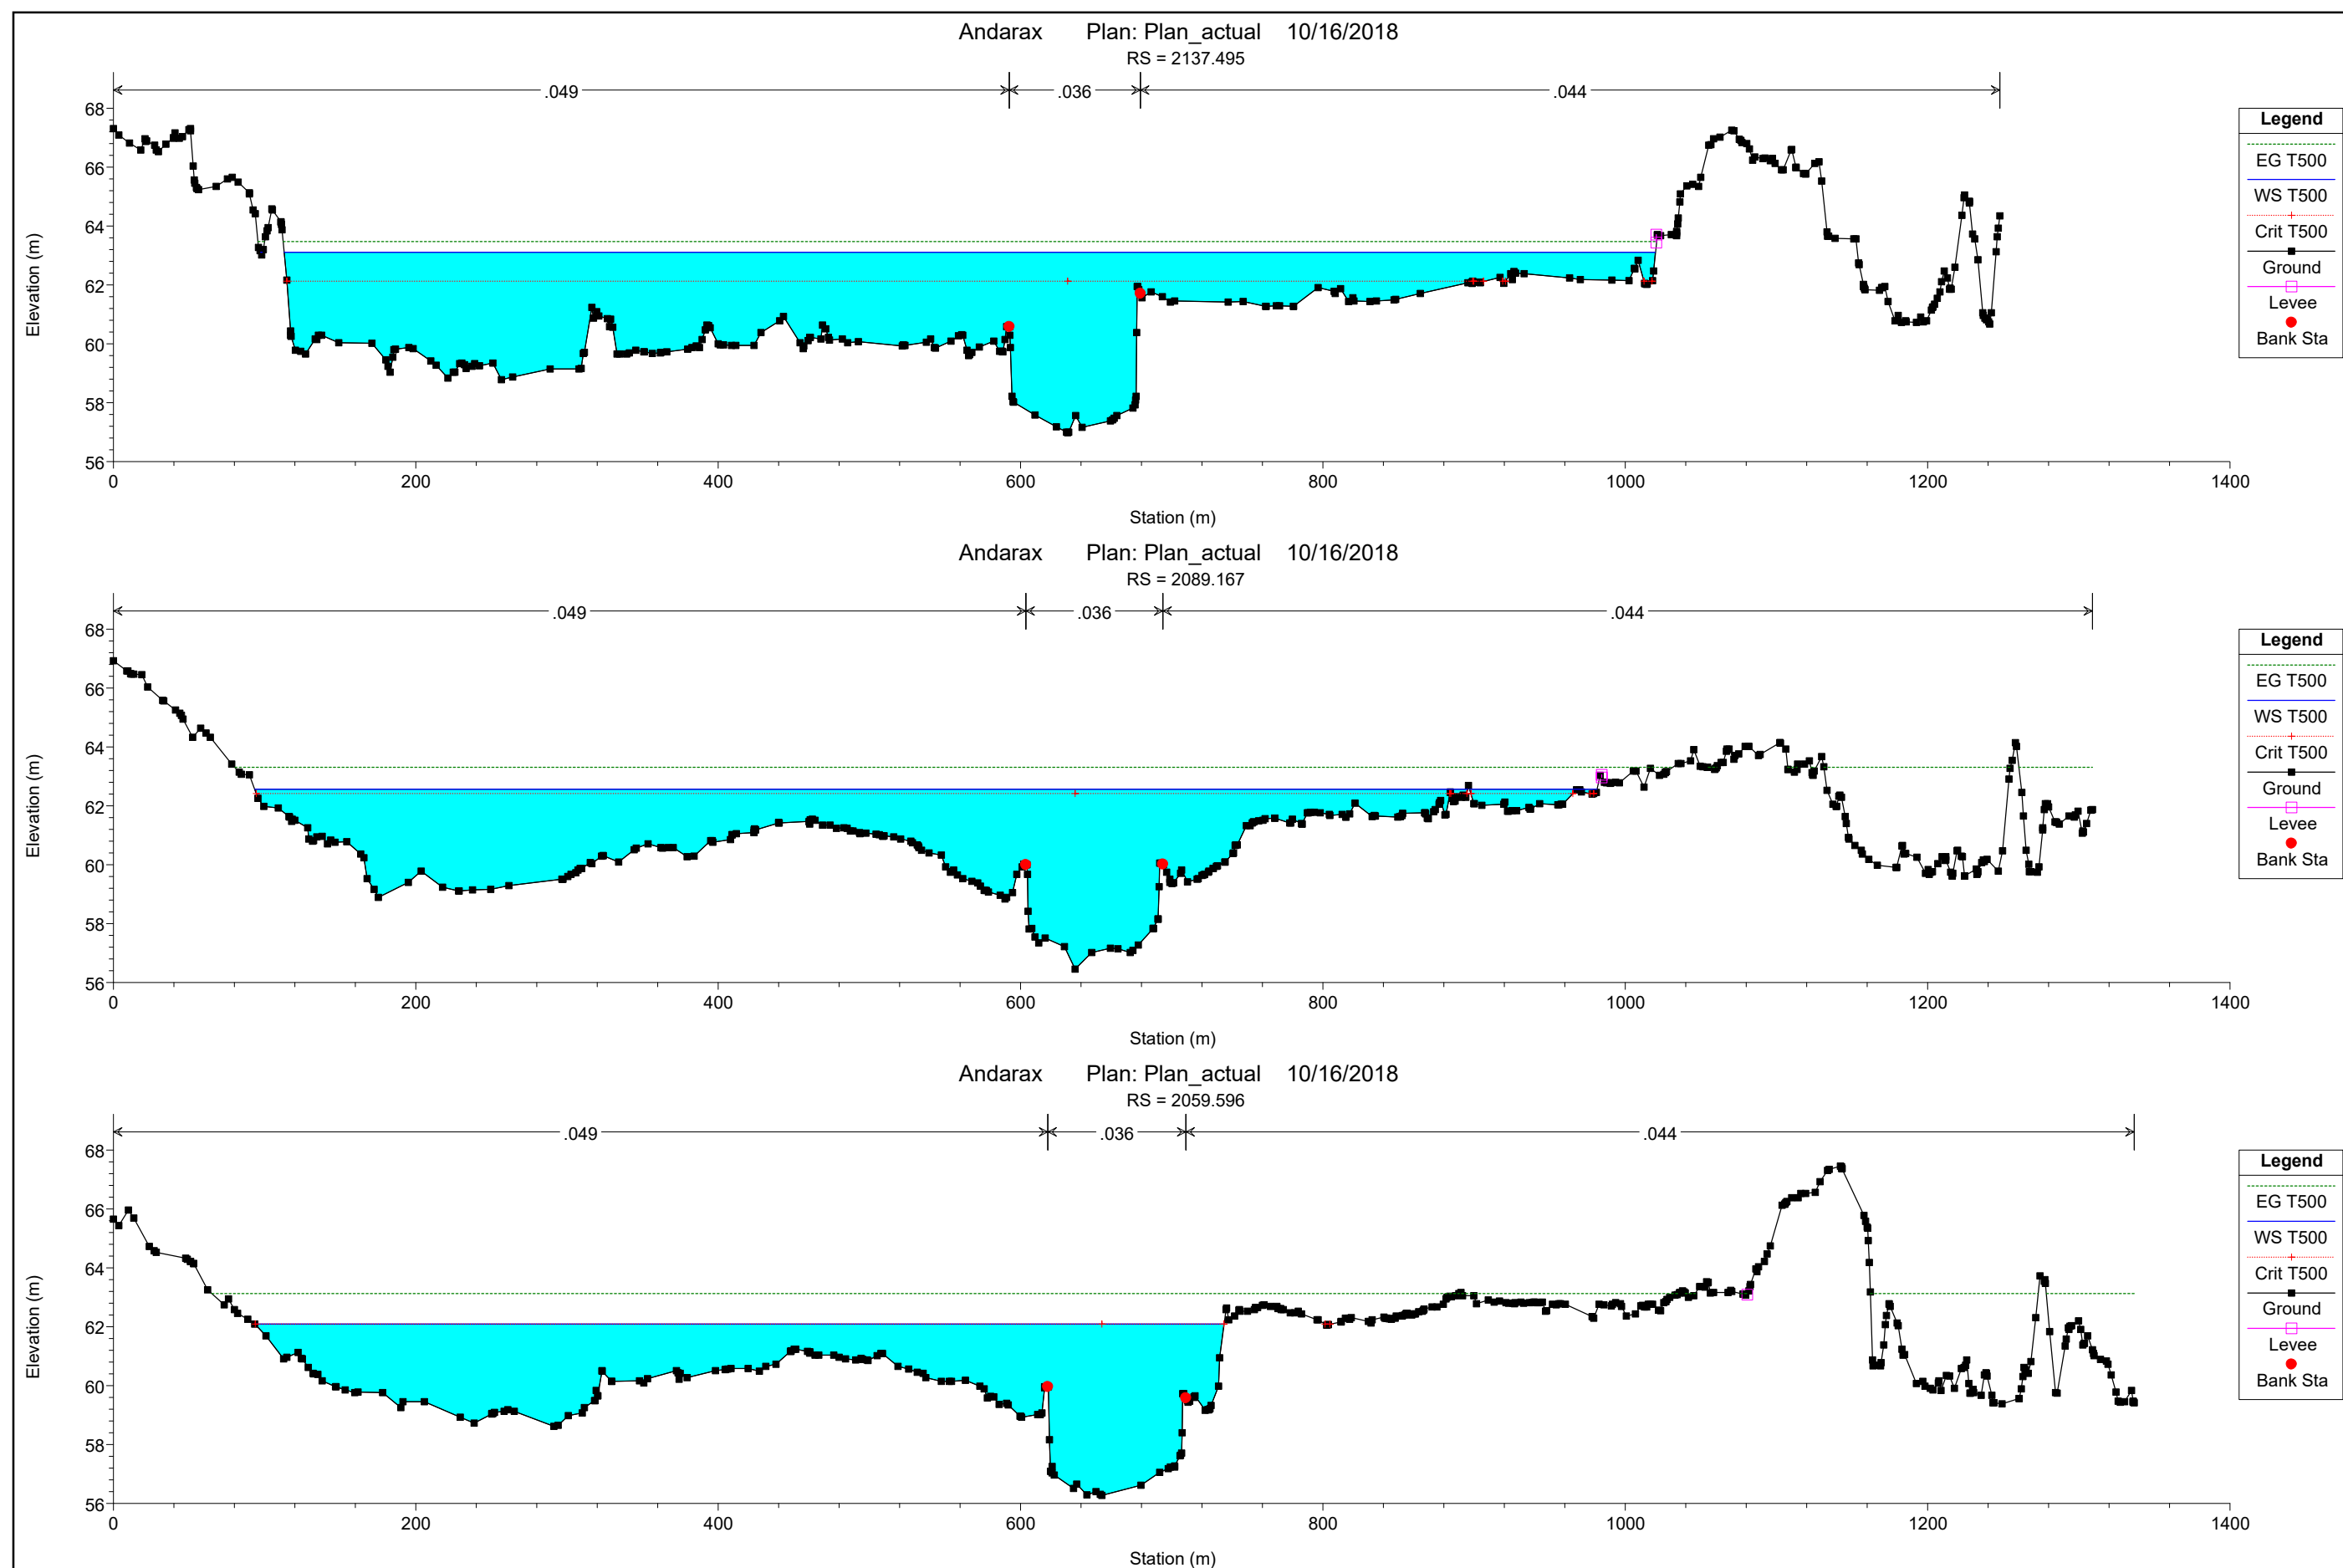 Andarax Plan: Plan_actual 10/16/2018
RS = 2137.495
.049 .036 .044
68
66
64
62
60
58
56
Elevation (m)
0 200 400 600 800 1000 1200 1400
Station (m)
Legend
EG T500
WS T500
Crit T500
Ground
Levee
Bank Sta
Andarax Plan: Plan_actual 10/16/2018
RS = 2089.167
.049 .036 .044
68
66
64
62
60
58
56
Elevation (m)
0 200 400 600 800 1000 1200 1400
Station (m)
Legend
EG T500
WS T500
Crit T500
Ground
Levee
Bank Sta
Andarax Plan: Plan_actual 10/16/2018
RS = 2059.596
.049 .036 .044
68
66
64
62
60
58
56
Elevation (m)
0 200 400 600 800 1000 1200 1400
Station (m)
Legend
EG T500
WS T500
Crit T500
Ground
Levee
Bank Sta